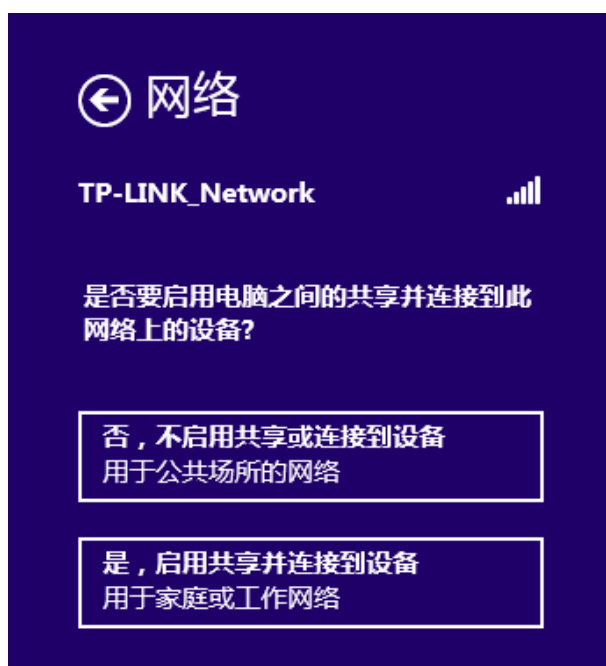 网络
TP-LINK_Network
是否要启用电脑之间的共享并连接到此
网络上的设备?
否，不启用共享或连接到设备
用于公共场所的网络
是，启用共享并连接到设备
用于家庭或工作网络